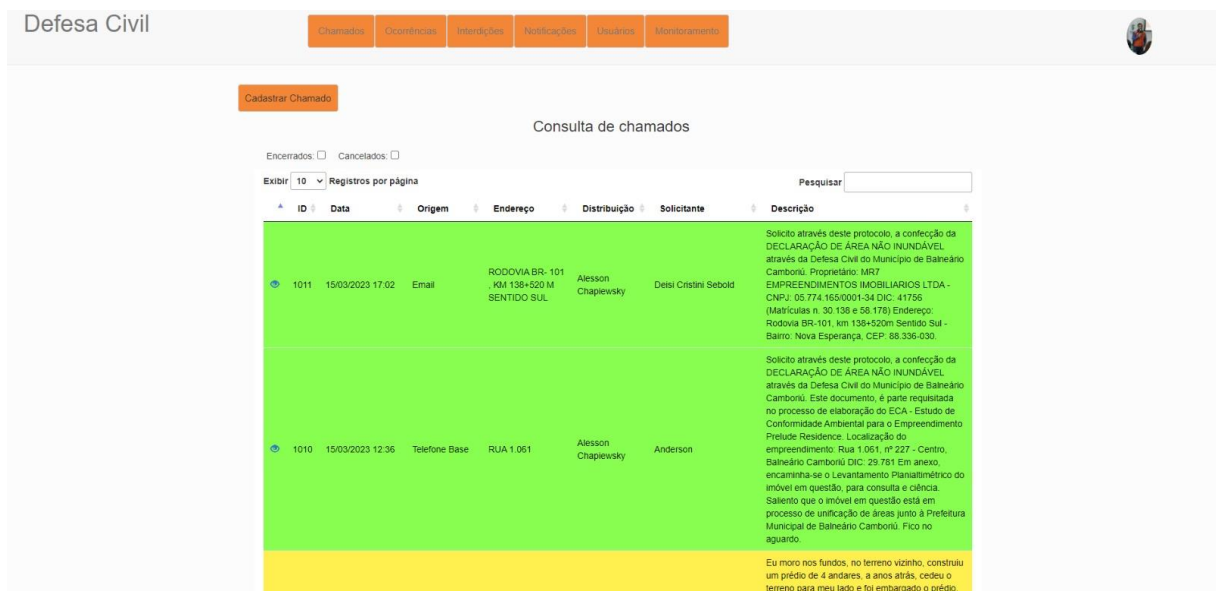 Defesa Civil
Chamados Ocorrências Interdições Notificações Usuários Monitoramento
Cadastrar Chamado
Consulta de chamados
Encerrados: Cancelados:
Exibir 10 Registros por página
Pesquisar
ID Data Origem Endereço Distribuição Solicitante Descrição
1011 15/03/2023 17:02 Email
RODOVIA BR- 101
, KM 138+520 M
SENTIDO SUL
Alesson
Chapiewsky
Deisi Cristini Sebold
Solicito através deste protocolo, a confecção da
DECLARAÇÃO DE ÁREA NÃO INUNDÁVEL
através da Defesa Civil do Município de Balneário
Camboriú. Proprietário: MR7
EMPREENDIMENTOS IMOBILIARIOS LTDA -
CNPJ: 05.774.165/0001-34 DIC: 41756
(Matrículas n. 30.138 e 58.178) Endereço:
Rodovia BR-101, km 138+520m Sentido Sul -
Bairro: Nova Esperança, CEP: 88.336-030.
1010 15/03/2023 12:36 Telefone Base RUA 1.061
Alesson
Chapiewsky
Anderson
Solicito através deste protocolo, a confecção da
DECLARAÇÃO DE ÁREA NÃO INUNDÁVEL
através da Defesa Civil do Município de Balneário
Camboriú. Este documento, é parte requisitada
no processo de elaboração do ECA - Estudo de
Conformidade Ambiental para o Empreendimento
Prelude Residence. Localização do
empreendimento: Rua 1.061, nº 227 - Centro,
Balneário Camboriú DIC: 29.781 Em anexo,
encaminha-se o Levantamento Planialtimétrico do
imóvel em questão, para consulta e ciência.
Saliento que o imóvel em questão está em
processo de unificação de áreas junto à Prefeitura
Municipal de Balneário Camboriú. Fico no
aguardo.
Eu moro nos fundos, no terreno vizinho, construiu
um prédio de 4 andares, a anos atrás, cedeu o
terreno para meu lado e foi embargado o prédio.